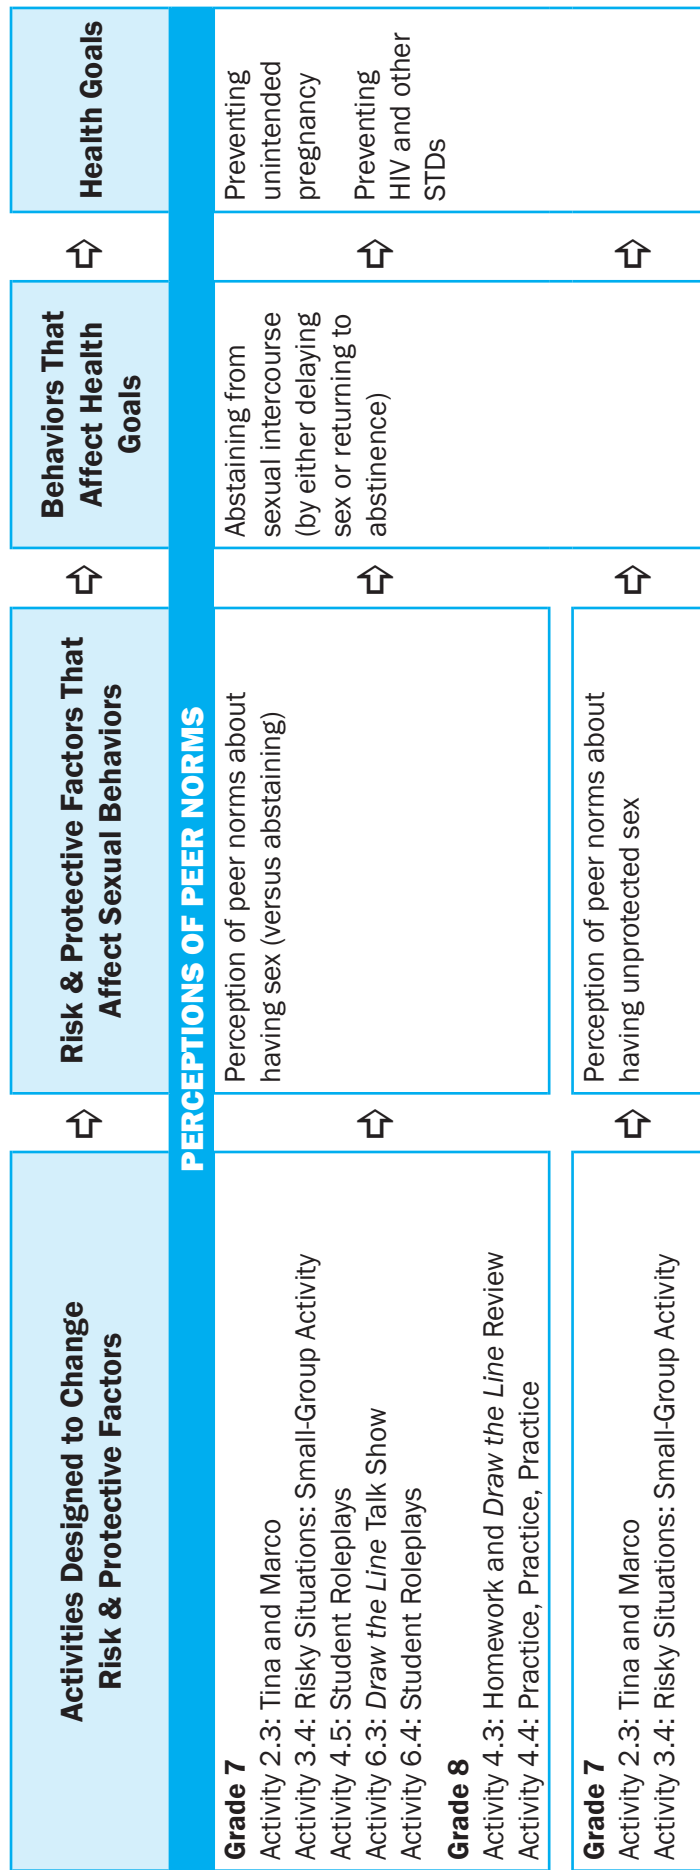 Activities Designed to Change
Risk & Protective Factors
⇨
Risk & Protective Factors That
Affect Sexual Behaviors
⇨
Behaviors That
Affect Health
Goals
⇨
Health Goals
PERCEPTIONS OF PEER NORMS
Grade 7
Activity 2.3: Tina and Marco
Activity 3.4: Risky Situations: Small-Group Activity
Activity 4.5: Student Roleplays
Activity 6.3: Draw the Line Talk Show
Activity 6.4: Student Roleplays
Grade 8
Activity 4.3: Homework and Draw the Line Review
Activity 4.4: Practice, Practice, Practice
⇨
Perception of peer norms about
having sex (versus abstaining)
⇨
Abstaining from
sexual intercourse
(by either delaying
sex or returning to
abstinence)
⇨
Preventing
unintended
pregnancy
Preventing
HIV and other
STDs
Grade 7
Activity 2.3: Tina and Marco
Activity 3.4: Risky Situations: Small-Group Activity
⇨
Perception of peer norms about
having unprotected sex
⇨
⇨